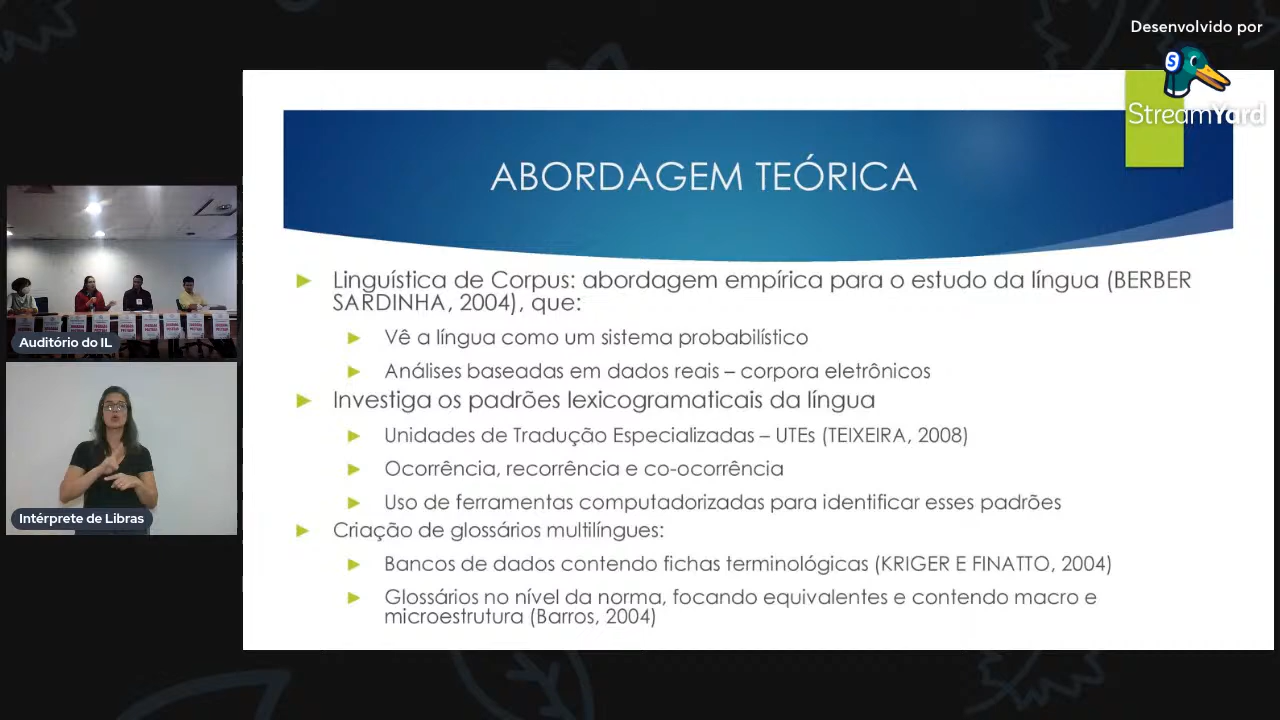 Desenvolvido por
StreamYard
ABORDAGEM TEÓRICA
Linguística de Corpus: abordagem empírica para o estudo da língua (BERBER
SARDINHA, 2004), que:
Vê a língua como um sistema probabilístico
Análises baseadas em dados reais – corpora eletrônicos
Investiga os padrões lexicogramaticais da língua
Unidades de Tradução Especializadas – UTEs (TEIXEIRA, 2008)
Ocorrência, recorrência e co-ocorrência
Uso de ferramentas computadorizadas para identificar esses padrões
Criação de glossários multilíngues:
Bancos de dados contendo fichas terminológicas (KRIGER E FINATTO, 2004)
Glossários no nível da norma, focando equivalentes e contendo macro e
microestrutura (Barros, 2004)
Auditório do IL
Intérprete de Libras